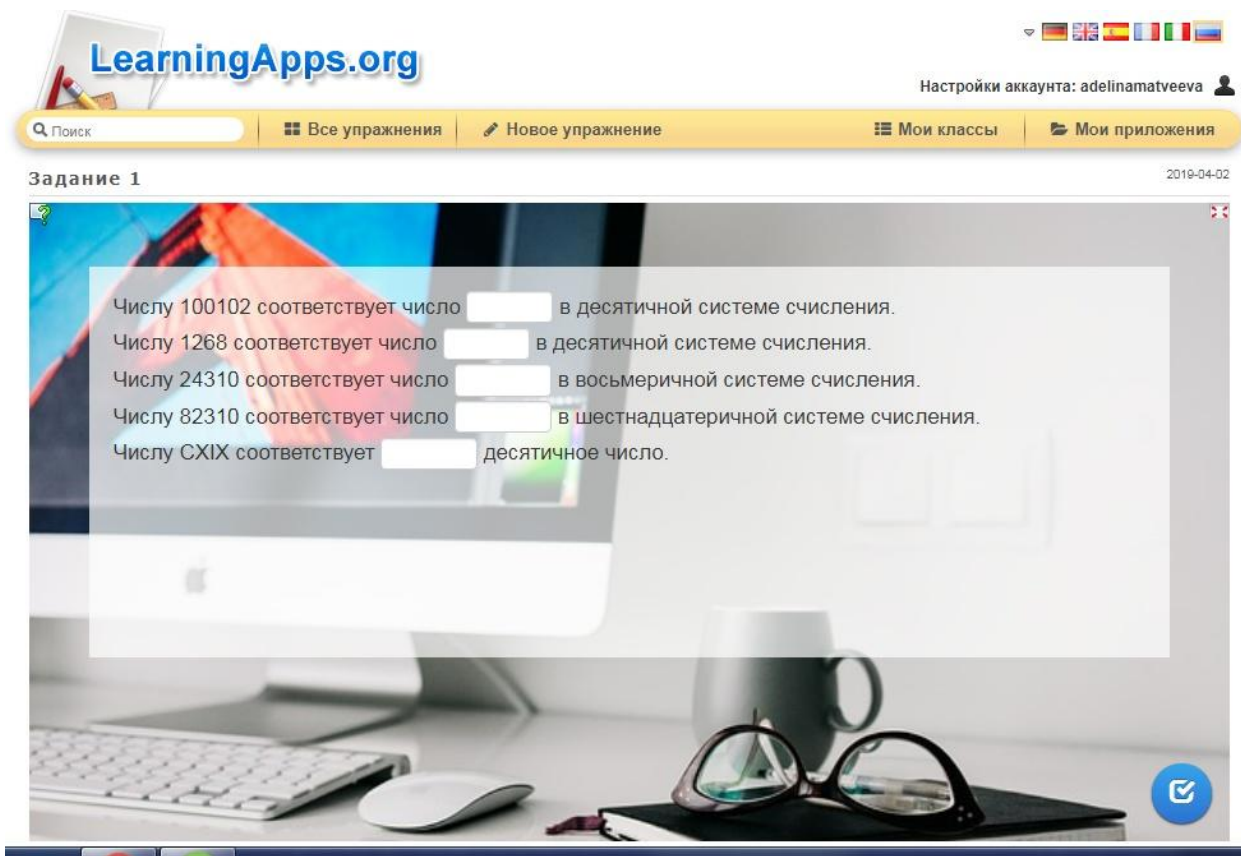 LearningApps.org
Настройки аккаунта: adelinamatveeva
Поиск
Все упражнения
Новое упражнение
Мои классы
Мои приложения
Задание 1
2019-04-02
Числу 100102 соответствует число в десятичной системе счисления.
Числу 1268 соответствует число в десятичной системе счисления.
Числу 24310 соответствует число в восьмеричной системе счисления.
Числу 82310 соответствует число в шестнадцатеричной системе счисления.
Числу CXIX соответствует десятичное число.